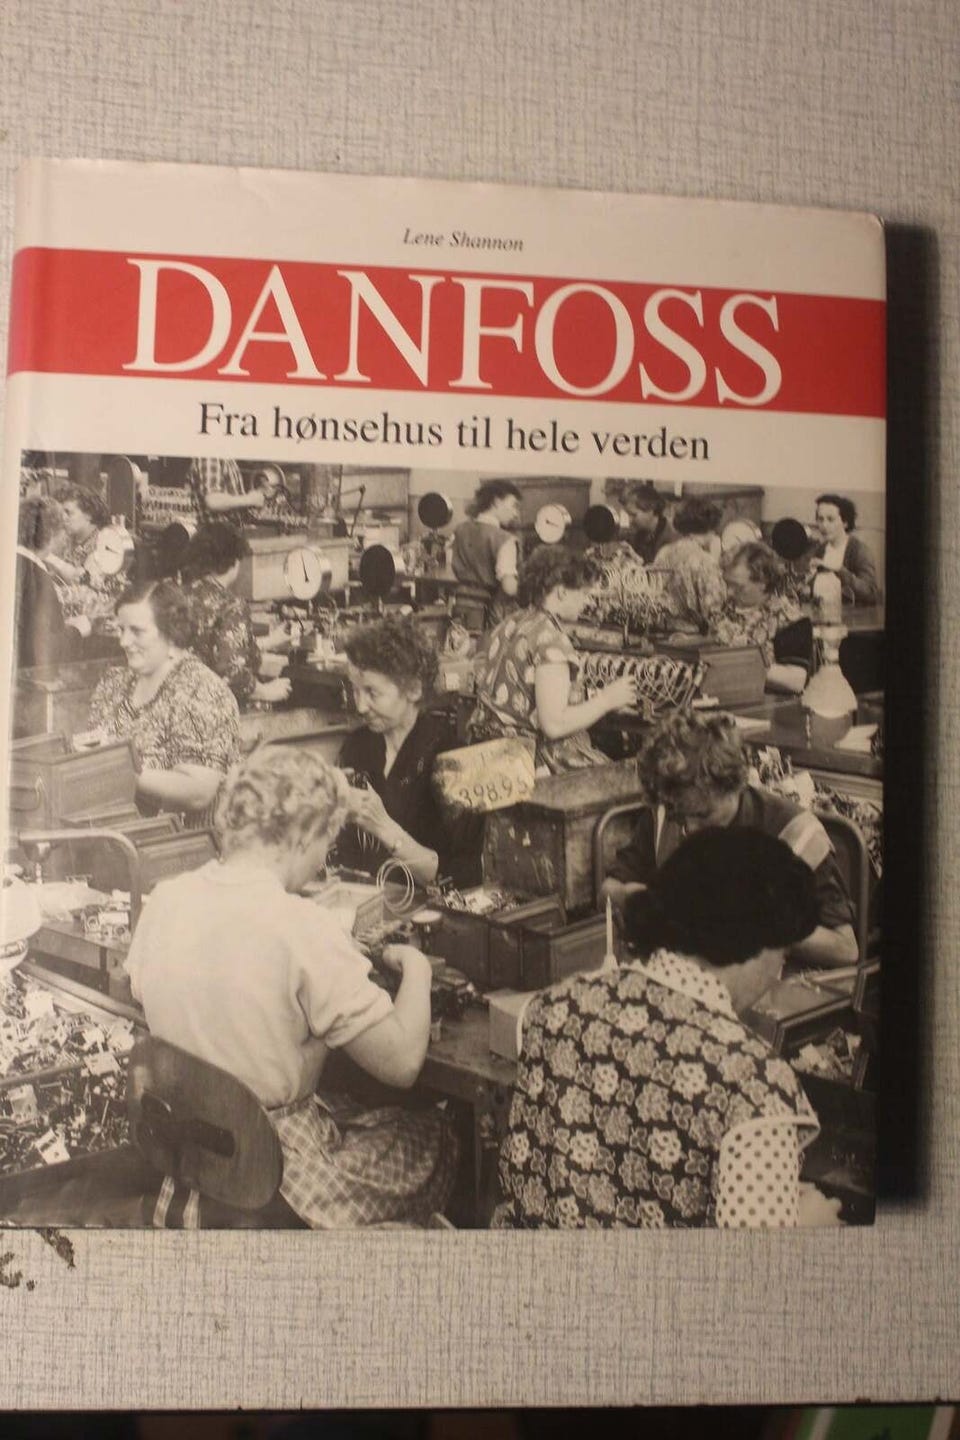 Lene Shannon
DANFOSS
Fra hønsehus til hele verden
398.95